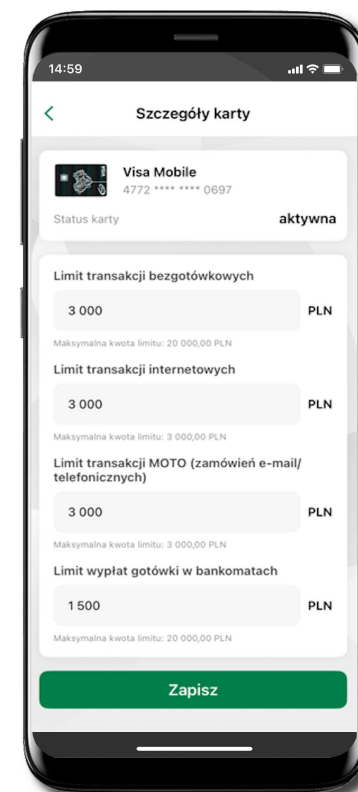 14:59
Szczegóły karty
Visa Mobile
4772 **** **** 0697
Status karty aktywna
Limit transakcji bezgotówkowych
3 000 PLN
Maksymalna kwota limitu: 20 000,00 PLN
Limit transakcji internetowych
3 000 PLN
Maksymalna kwota limitu: 3 000,00 PLN
Limit transakcji MOTO (zamówień e-mail/
telefonicznych)
3 000 PLN
Maksymalna kwota limitu: 3 000,00 PLN
Limit wypłat gotówki w bankomatach
1 500 PLN
Maksymalna kwota limitu: 20 000,00 PLN
Zapisz